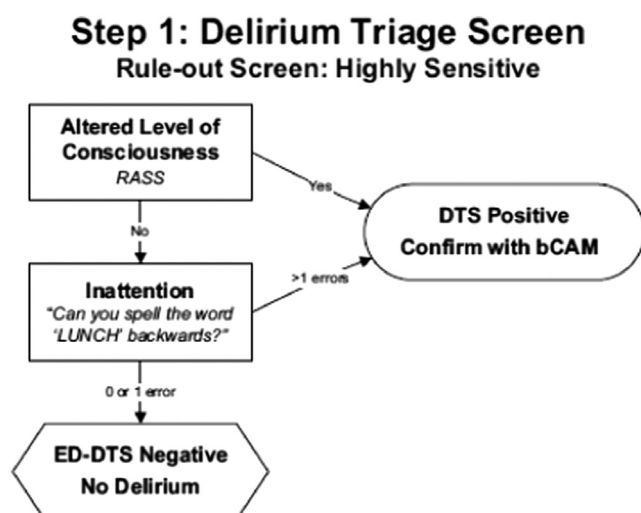 Step 1: Delirium Triage Screen
Rule-out Screen: Highly Sensitive
Altered Level of
Consciousness
RASS
Yes
DTS Positive
Confirm with bCAM
No
Inattention
"Can you spell the word
'LUNCH' backwards?"
>1 errors
0 or 1 error
ED-DTS Negative
No Delirium